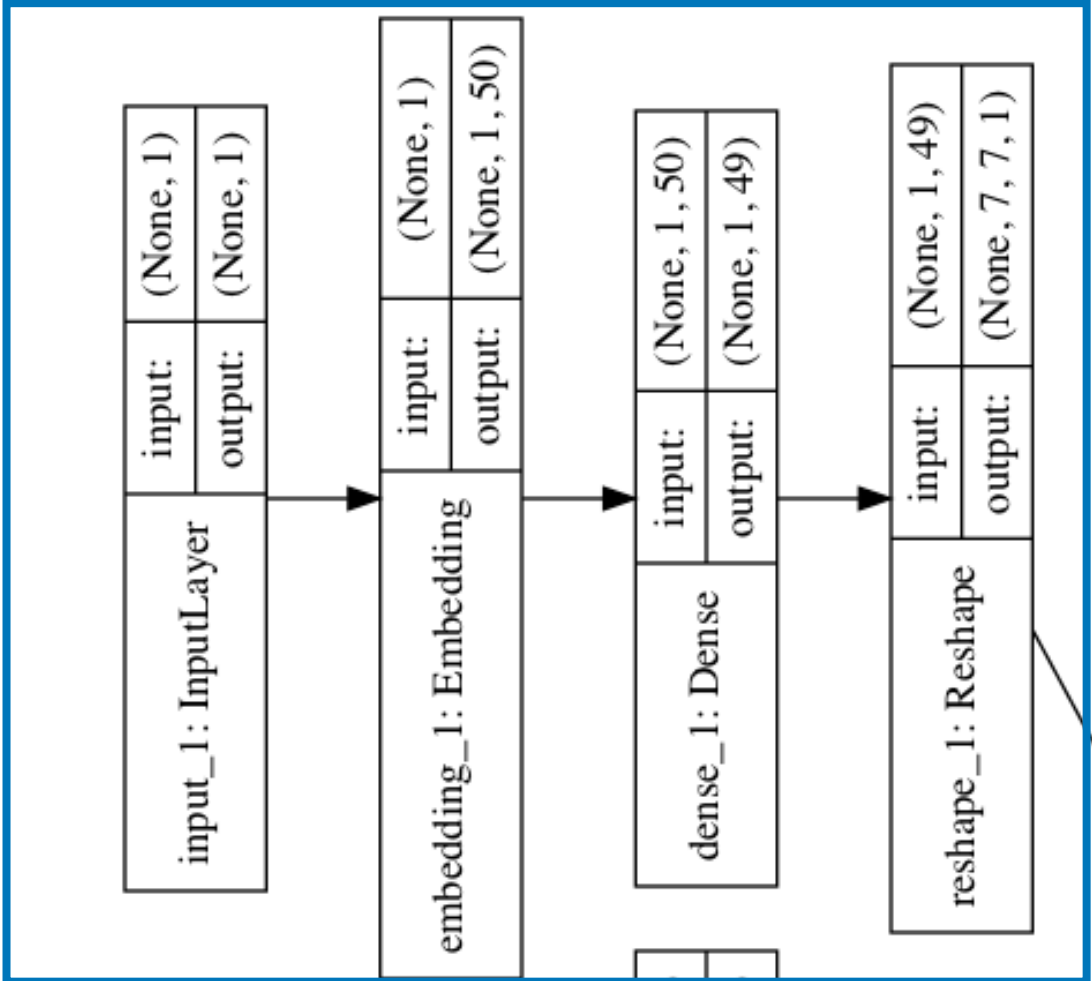 input_1: InputLayer
input: (None, 1)
output: (None, 1)
embedding_1: Embedding
input: (None, 1)
output: (None, 1, 50)
dense_1: Dense
input: (None, 1, 50)
output: (None, 1, 49)
reshape_1: Reshape
input: (None, 1, 49)
output: (None, 7, 7, 1)